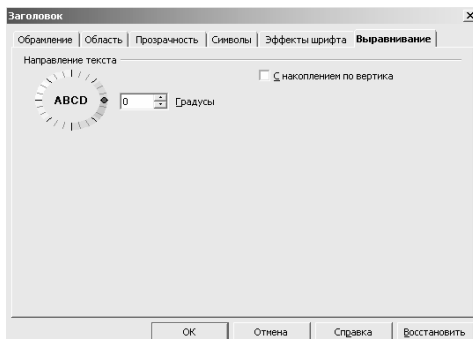 Заголовок
Обрамление Область Прозрачность Символы Эффекты шрифта Выравнивание
Направление текста
С накоплением по вертика
ABCD 0 Градусы
ОК Отмена Справка Восстановить